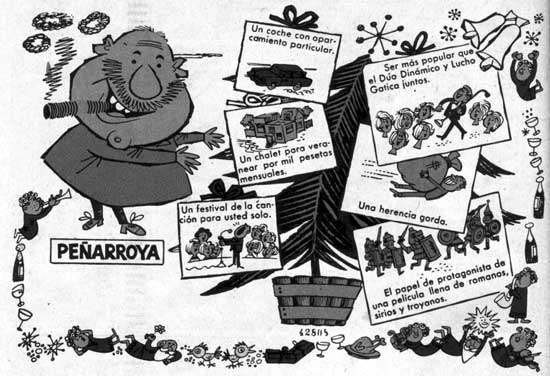 Un coche con apar-
camiento particular.
Ser más popular que
el Dúo Dinámico y Lucho
Gatica juntos.
Un chalet para vera-
near por mil pesetas
mensuales.
Una herencia gorda.
Un festival de la can-
ción para usted solo.
El papel de protagonista de
una película llena de romanos,
sirios y troyanos.
PEÑARROYA
625115